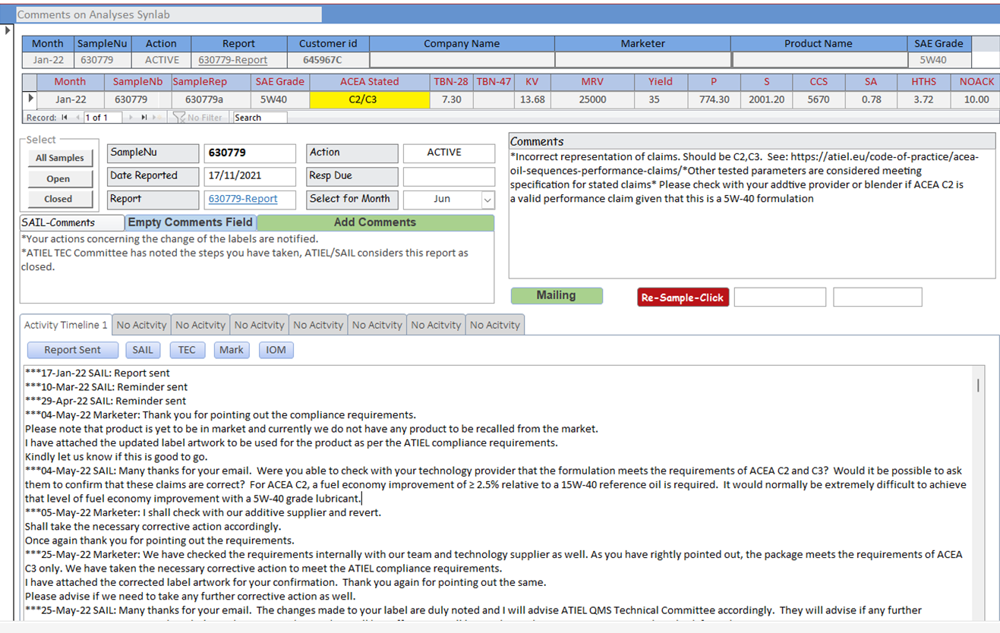 Comments on Analyses Synlab
Month SampleNu Action Report Customer id Company Name Marketer Product Name SAE Grade
Jan-22 630779 ACTIVE 630779-Report 645967C 5W40
Month SampleNb SampleRep SAE Grade ACEA Stated TBN-28 TBN-47 KV MRV Yield P S CCS SA HTHS NOACK
Jan-22 630779 630779a 5W40 C2/C3 7.30 13.68 25000 35 774.30 2001.20 5670 0.78 3.72 10.00
Record: 1 of 1 No Filter Search
Select
All Samples
Open
Closed
SampleNu 630779 Action ACTIVE
Date Reported 17/11/2021 Resp Due
Report 630779-Report Select for Month Jun
Comments
*Incorrect representation of claims. Should be C2,C3.  See: https://atiel.eu/code-of-practice/acea-
oil-sequences-performance-claims/*Other tested parameters are considered meeting
specification for stated claims* Please check with your addtive provider or blender if ACEA C2 is
a valid performance claim given that this is a 5W-40 formulation
SAIL-Comments Empty Comments Field Add Comments
*Your actions concerning the change of the labels are notified.
*ATIEL TEC Committee has noted the steps you have taken, ATIEL/SAIL considers this report as
closed.
Mailing Re-Sample-Click
Activity Timeline 1 No Acitvity No Acitvity No Acitvity No Acitvity No Acitvity No Acitvity No Acitvity
Report Sent SAIL TEC Mark IOM
***17-Jan-22 SAIL: Report sent
***10-Mar-22 SAIL: Reminder sent
***29-Apr-22 SAIL: Reminder sent
***04-May-22 Marketer: Thank you for pointing out the compliance requirements.
Please note that product is yet to be in market and currently we do not have any product to be recalled from the market.
I have attached the updated label artwork to be used for the product as per the ATIEL compliance requirements.
Kindly let us know if this is good to go.
***04-May-22 SAIL: Many thanks for your email.  Were you able to check with your technology provider that the formulation meets the requirements of ACEA C2 and C3?  Would it be possible to ask
them to confirm that these claims are correct?  For ACEA C2, a fuel economy improvement of ≥ 2.5% relative to a 15W-40 reference oil is required.  It would normally be extremely difficult to achieve
that level of fuel economy improvement with a 5W-40 grade lubricant.
***05-May-22 Marketer: I shall check with our additive supplier and revert.
Shall take the necessary corrective action accordingly.
Once again thank you for pointing out the requirements.
***25-May-22 Marketer: We have checked the requirements internally with our team and technology supplier as well. As you have rightly pointed out, the package meets the requirements of ACEA
C3 only. We have taken the necessary corrective action to meet the ATIEL compliance requirements.
I have attached the corrected label artwork for your confirmation.  Thank you again for pointing out the same.
Please advise if we need to take any further corrective action as well.
***25-May-22 SAIL: Many thanks for your email.  The changes made to your label are duly noted and I will advise ATIEL QMS Technical Committee accordingly.  They will advise if any further